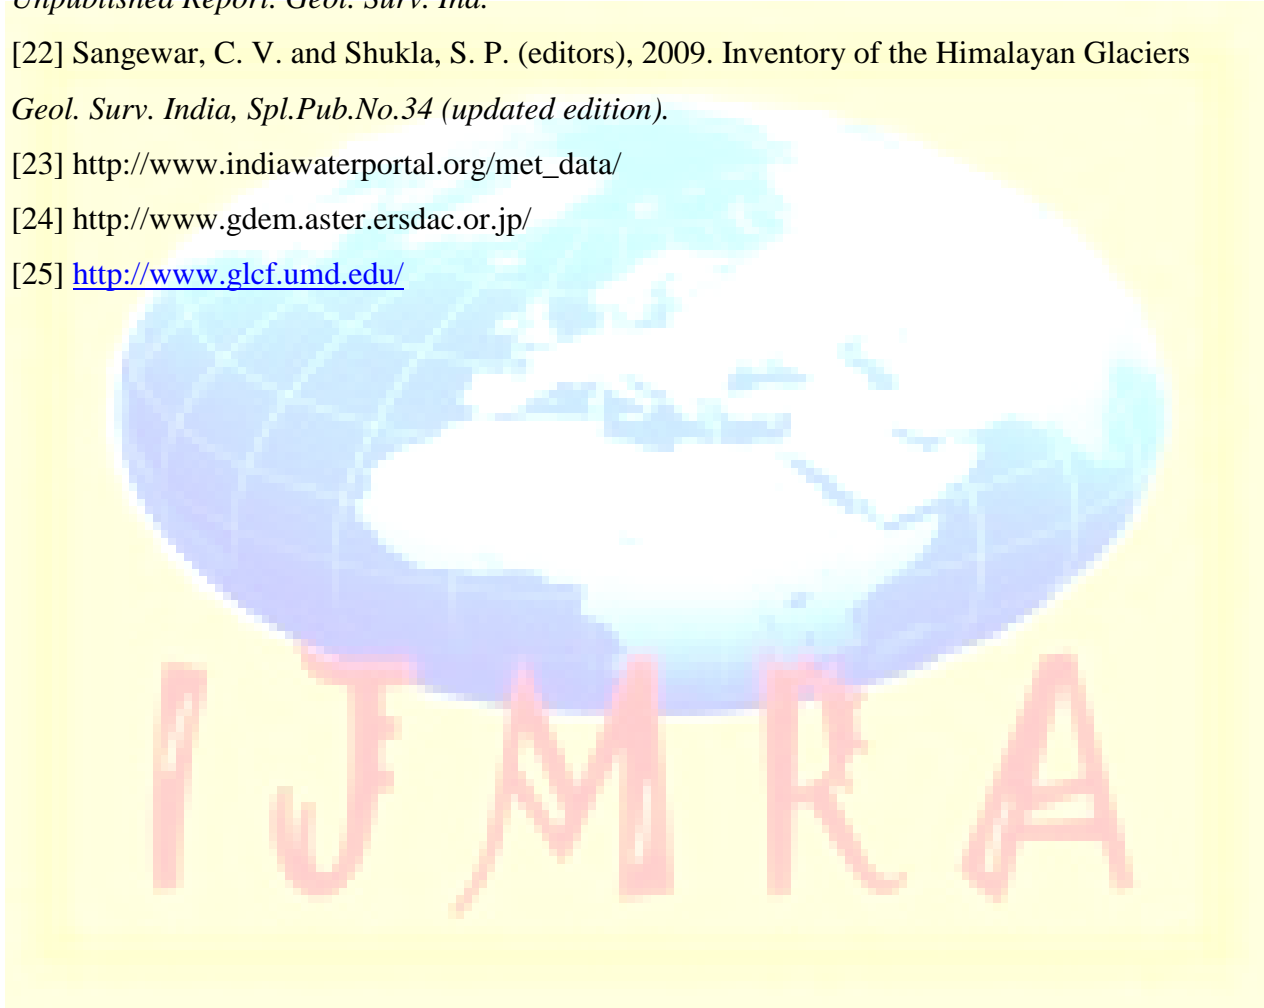 Unpublished Report. Geol. Surv. Ind.
[22] Sangewar, C. V. and Shukla, S. P. (editors), 2009. Inventory of the Himalayan Glaciers
Geol. Surv. India, Spl.Pub.No.34 (updated edition).
[23] http://www.indiawaterportal.org/met_data/
[24] http://www.gdem.aster.ersdac.or.jp/
[25] http://www.glcf.umd.edu/
IJMRA